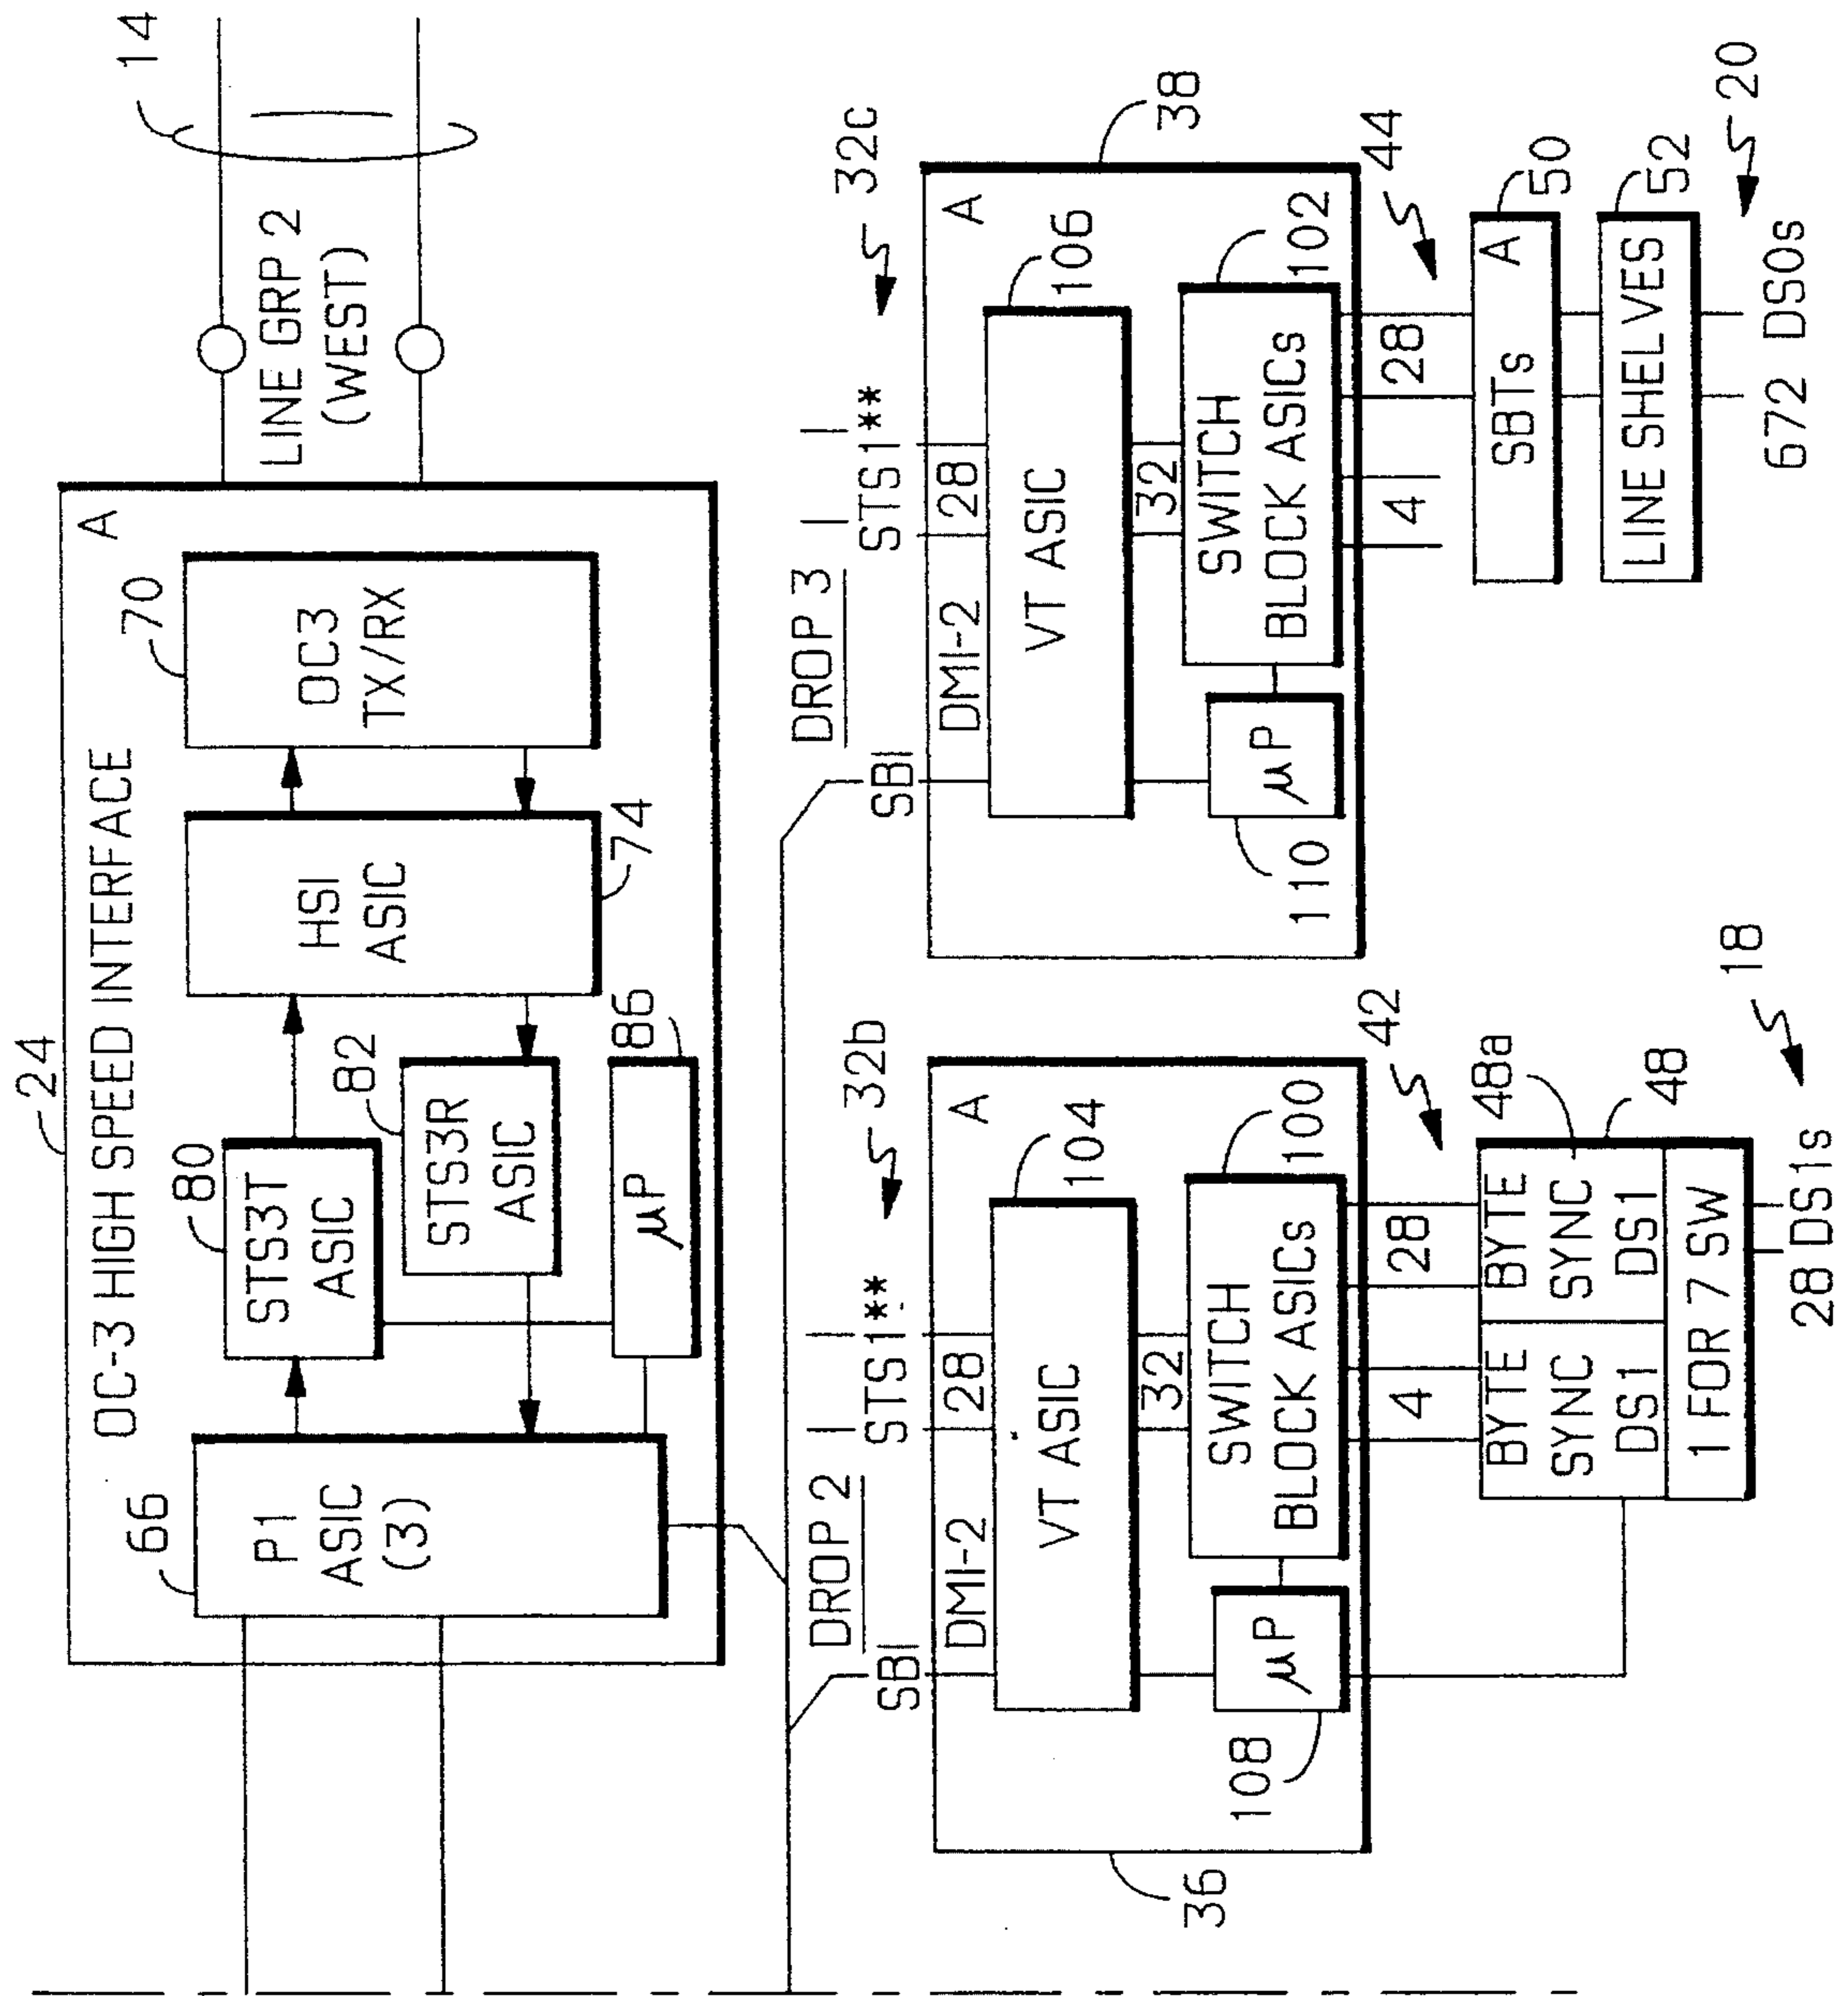 24
OC-3 HIGH SPEED INTERFACE
A
66
P1
ASIC
(3)
80
STS3T
ASIC
82
STS3R
ASIC
86
μP
HSI
ASIC
74
70
OC3
TX/RX
LINE GRP 2
(WEST)
14
DROP 2
SBI
STS1**
32b
DMI-2
28
A
VT ASIC
104
32
SWITCH
BLOCK ASICs
100
μP
108
36
4
28
42
BYTE
SYNC
DS1
BYTE
SYNC
DS1
48a
48
1 FOR 7 SW
28 DS1s
18
DROP 3
SBI
STS1**
32c
DMI-2
28
A
VT ASIC
106
32
SWITCH
BLOCK ASICs
102
μP
110
38
4
28
44
SBTs
A
50
LINE SHELVES
52
672 DS0s
20